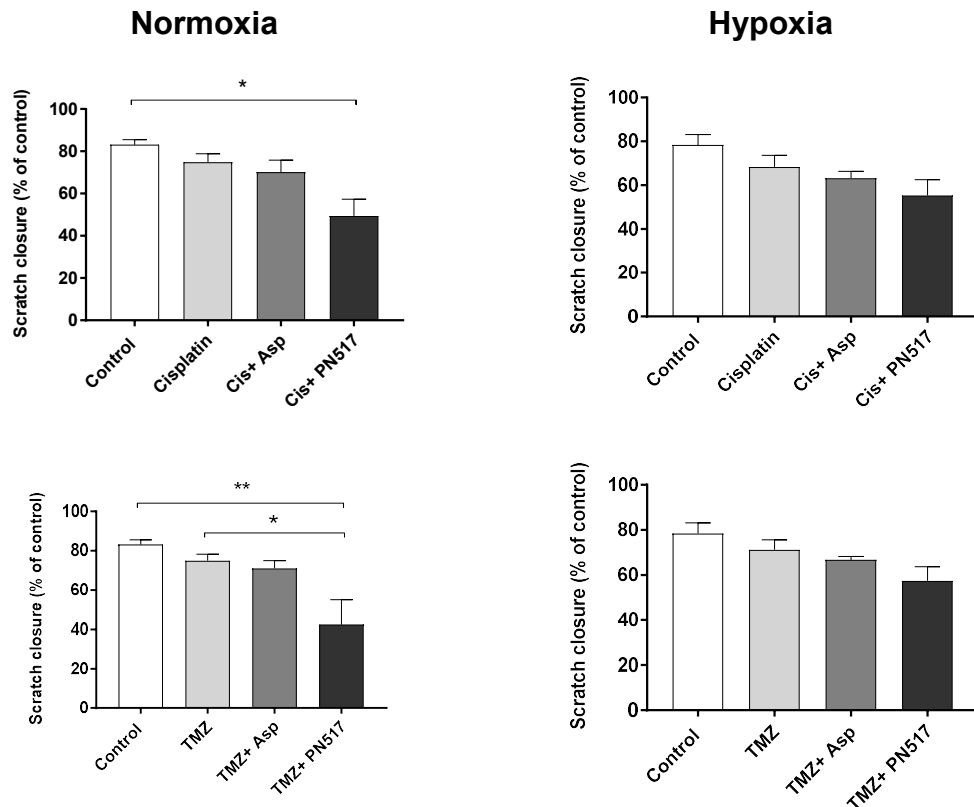 Normoxia
Hypoxia
*
Scratch closure (% of control)
100
80
60
40
20
0
Control
Cisplatin
Cis+ Asp
Cis+ PN517
Scratch closure (% of control)
100
80
60
40
20
0
Control
Cisplatin
Cis+ Asp
Cis+ PN517
**
*
Scratch closure (% of control)
100
80
60
40
20
0
Control
TMZ
TMZ+ Asp
TMZ+ PN517
Scratch closure (% of control)
100
80
60
40
20
0
Control
TMZ
TMZ+ Asp
TMZ+ PN517